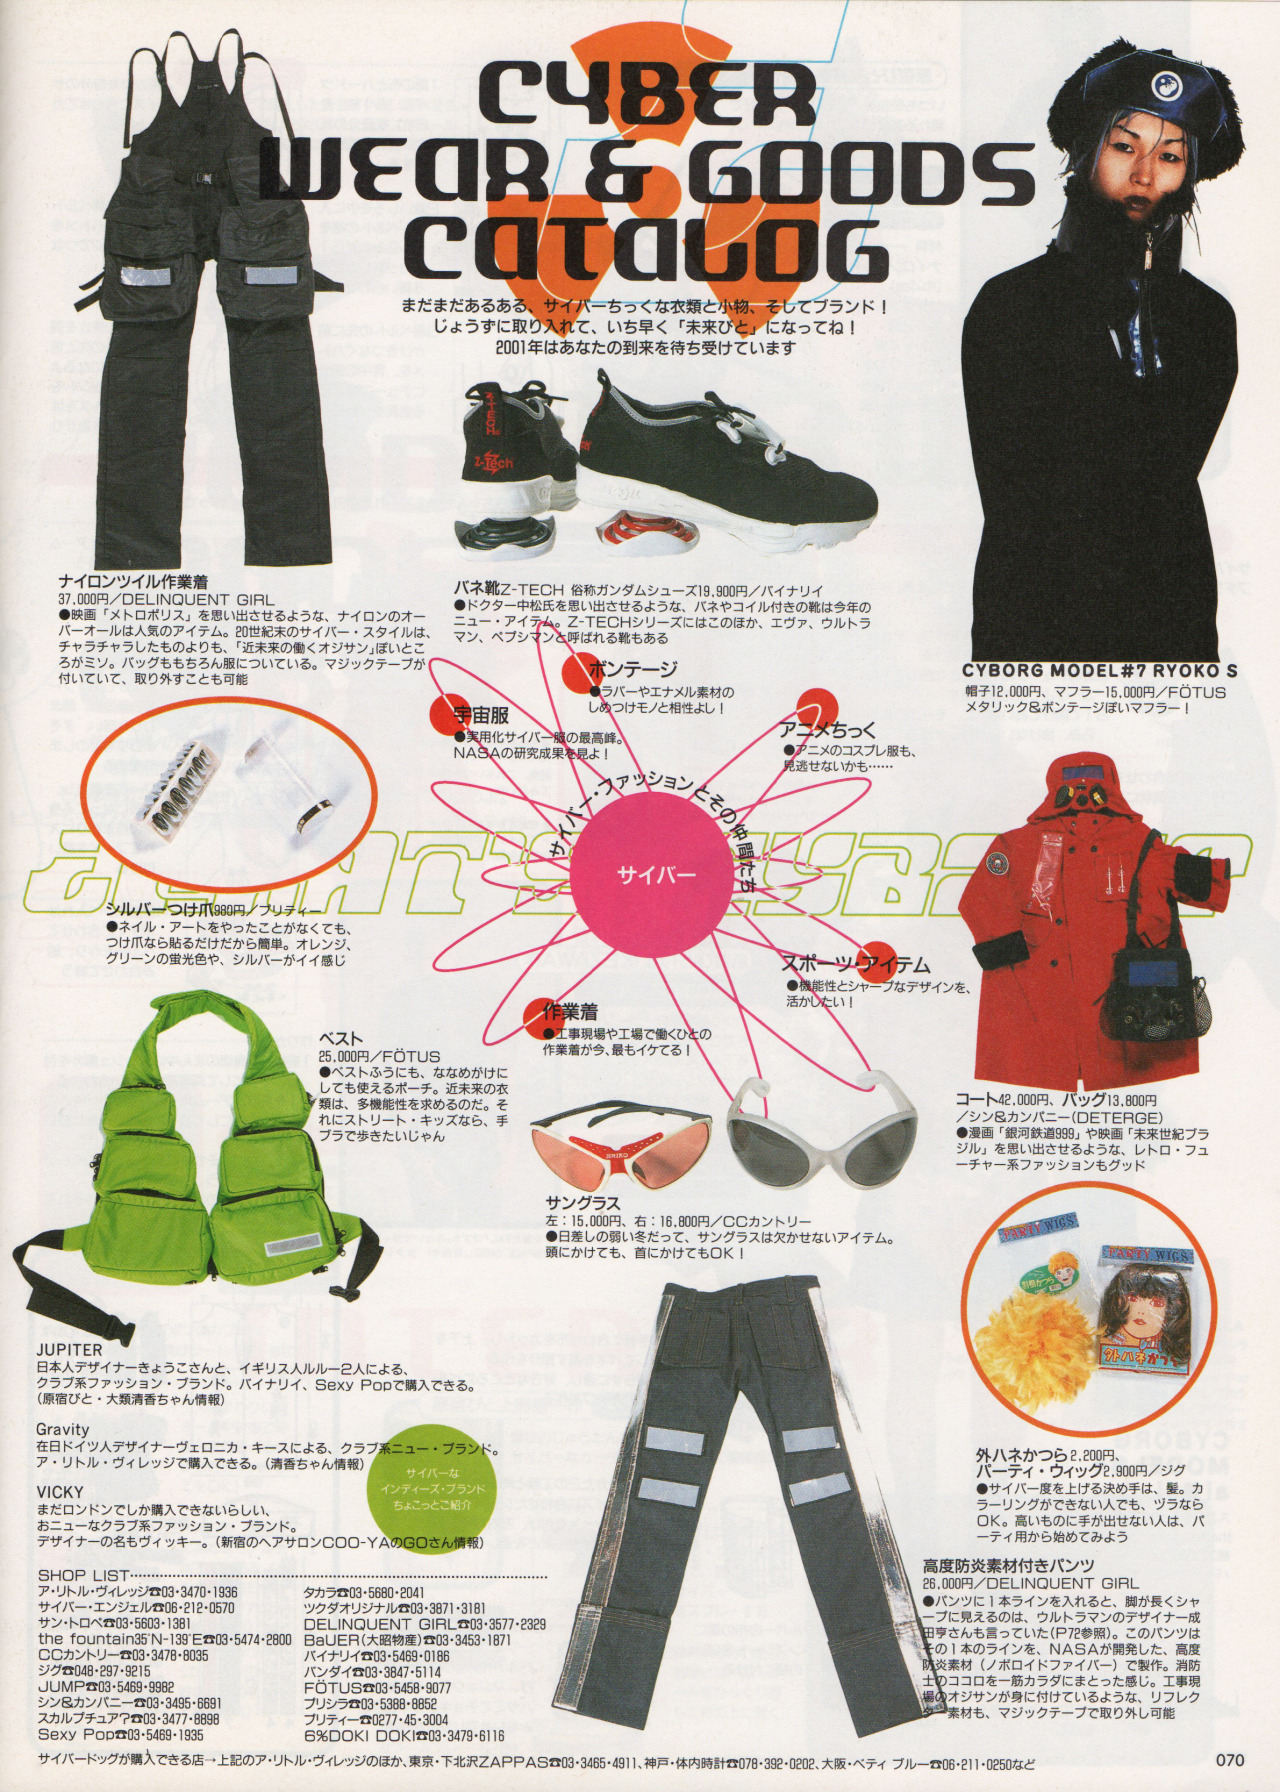 CYBER
WEAR & GOODS
CATALOG
まだまだあるある、サイバーちっくな衣類と小物、そしてブランド！
じょうずに取り入れて、いち早く「未来びと」になってね！
2001年はあなたの到来を待ち受けています
Z-TECH
Z-Tech
ナイロンツイル作業着
37,000円／DELINQUENT GIRL
●映画「メトロポリス」を思い出させるような、ナイロンのオー
バーオールは人気のアイテム。20世紀末のサイバー・スタイルは、
チャラチャラしたものよりも、「近未来の働くオジサン」ぽいとこ
ろがミソ。バッグももちろん服についている。マジックテープが
付いていて、取り外すことも可能
バネ靴Z-TECH 俗称ガンダムシューズ19,900円／バイナリイ
●ドクター中松氏を思い出させるような、バネやコイル付きの靴は今年の
ニュー・アイテム。Z-TECHシリーズにはこのほか、エヴァ、ウルトラ
マン、ペプシマンと呼ばれる靴もある
CYBORG MODEL#7 RYOKO S
帽子12,000円、マフラー15,000円／FÖTUS
メタリック&ボンテージぽいマフラー！
ボンテージ
●ラバーやエナメル素材の
しめつけモノと相性よし！
宇宙服
●実用化サイバー服の最高峰。
NASAの研究成果を見よ！
アニメちっく
●アニメのコスプレ服も、
見逃せないかも……
サイバー・ファッションとその仲間たち
サイバー
スポーツ・アイテム
●機能性とシャープなデザインを、
活かしたい！
作業着
●工事現場や工場で働くひとの
作業着が今、最もイケてる！
シルバーつけ爪980円／プリティー
●ネイル・アートをやったことがなくても、
つけ爪なら貼るだけだから簡単。オレンジ、
グリーンの蛍光色や、シルバーがイイ感じ
ベスト
25,000円／FÖTUS
●ベストふうにも、ななめがけに
しても使えるポーチ。近未来の衣
類は、多機能性を求めるのだ。そ
れにストリート・キッズなら、手
ブラで歩きたいじゃん
BRIKO
サングラス
左：15,000円、右：16,800円／CCカントリー
●日差しの弱い冬だって、サングラスは欠かせないアイテム。
頭にかけても、首にかけてもOK！
コート42,000円、バッグ13,800円
／シン&カンパニー（DETERGE）
●漫画「銀河鉄道999」や映画「未来世紀ブラ
ジル」を思い出させるような、レトロ・フュ
ーチャー系ファッションもグッド
PARTY WIGS
PARTY WIGS
外ハネかつら
外ハネかつら2,200円、
パーティ・ウィッグ2,900円／ジグ
●サイバー度を上げる決め手は、髪。カ
ラーリングができない人でも、ヅラなら
OK。高いものに手が出せない人は、パ
ーティ用から始めてみよう
JUPITER
日本人デザイナーきょうこさんと、イギリス人ルルー2人による、
クラブ系ファッション・ブランド。バイナリイ、Sexy Popで購入できる。
（原宿びと・大類清香ちゃん情報）
Gravity
在日ドイツ人デザイナーヴェロニカ・キースによる、クラブ系ニュー・ブランド。
ア・リトル・ヴィレッジで購入できる。（清香ちゃん情報）
サイバーな
インディーズ・ブランド
ちょこっとご紹介
VICKY
まだロンドンでしか購入できないらしい、
おニューなクラブ系ファッション・ブランド。
デザイナーの名もヴィッキー。（新宿のヘアサロンCOO-YAのGOさん情報）
高度防炎素材付きパンツ
26,000円／DELINQUENT GIRL
●パンツに1本ラインを入れると、脚が長くシャ
ープに見えるのは、ウルトラマンのデザイナー成
田亨さんも言っていた（P72参照）。このパンツは
その1本のラインを、NASAが開発した、高度
防炎素材（ノボロイドファイバー）で製作。消防
士のココロを一筋カラダにまとった感じ。工事現
場のオジサンが身に付けているような、リフレク
ター素材も、マジックテープで取り外し可能
SHOP LIST
ア・リトル・ヴィレッジ☎03・3470・1936
サイバー・エンジェル☎06・212・0570
サン・トロペ☎03・5603・1381
the fountain35°N-139°E☎03・5474・2800
CCカントリー☎03・3478・8035
ジグ☎048・297・9215
JUMP☎03・5469・9982
シン&カンパニー☎03・3495・6691
スカルプチュア?☎03・3477・8898
Sexy Pop☎03・5469・1935
タカラ☎03・5680・2041
ツクダオリジナル☎03・3871・3181
DELINQUENT GIRL☎03・3577・2329
BaUER（大昭物産）☎03・3453・1871
バイナリイ☎03・5469・0186
バンダイ☎03・3847・5114
FÖTUS☎03・5458・9077
プリシラ☎03・5388・8852
プリティー☎0277・45・3004
6%DOKI DOKI☎03・3479・6116
サイバードッグが購入できる店→上記のア・リトル・ヴィレッジのほか、東京・下北沢ZAPPAS☎03・3465・4911、神戸・体内時計☎078・392・0202、大阪・ベティ ブルー☎06・211・0250など
070